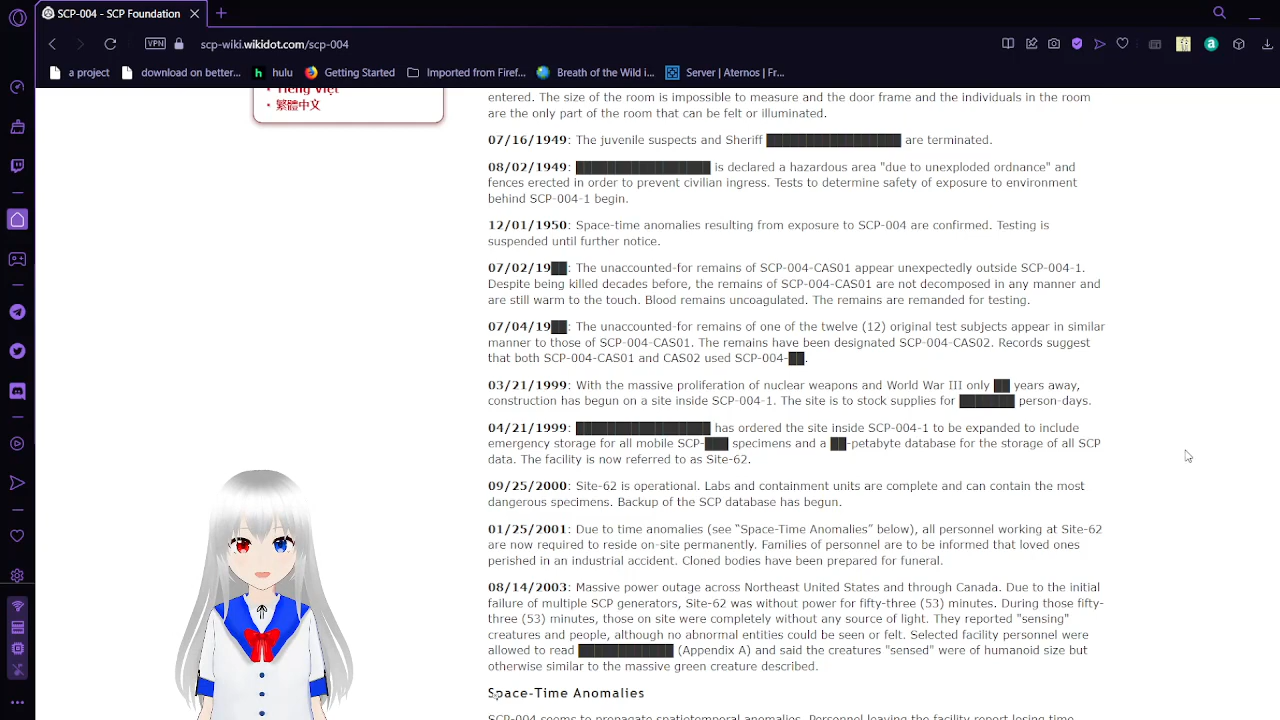 SCP-004 - SCP Foundation
VPN
scp-wiki.wikidot.com/scp-004
a project
download on better...
hulu
Getting Started
Imported from Firef...
Breath of the Wild i...
Server | Aternos | Fr...
Tiếng Việt
繁體中文
entered. The size of the room is impossible to measure and the door frame and the individuals in the room
are the only part of the room that can be felt or illuminated.
07/16/1949: The juvenile suspects and Sheriff █████████████████ are terminated.
08/02/1949: █████████████████ is declared a hazardous area "due to unexploded ordnance" and
fences erected in order to prevent civilian ingress. Tests to determine safety of exposure to environment
behind SCP-004-1 begin.
12/01/1950: Space-time anomalies resulting from exposure to SCP-004 are confirmed. Testing is
suspended until further notice.
07/02/19██: The unaccounted-for remains of SCP-004-CAS01 appear unexpectedly outside SCP-004-1.
Despite being killed decades before, the remains of SCP-004-CAS01 are not decomposed in any manner and
are still warm to the touch. Blood remains uncoagulated. The remains are remanded for testing.
07/04/19██: The unaccounted-for remains of one of the twelve (12) original test subjects appear in similar
manner to those of SCP-004-CAS01. The remains have been designated SCP-004-CAS02. Records suggest
that both SCP-004-CAS01 and CAS02 used SCP-004-██.
03/21/1999: With the massive proliferation of nuclear weapons and World War III only ██ years away,
construction has begun on a site inside SCP-004-1. The site is to stock supplies for ███████ person-days.
04/21/1999: █████████████████ has ordered the site inside SCP-004-1 to be expanded to include
emergency storage for all mobile SCP-███ specimens and a ██-petabyte database for the storage of all SCP
data. The facility is now referred to as Site-62.
09/25/2000: Site-62 is operational. Labs and containment units are complete and can contain the most
dangerous specimens. Backup of the SCP database has begun.
01/25/2001: Due to time anomalies (see “Space-Time Anomalies” below), all personnel working at Site-62
are now required to reside on-site permanently. Families of personnel are to be informed that loved ones
perished in an industrial accident. Cloned bodies have been prepared for funeral.
08/14/2003: Massive power outage across Northeast United States and through Canada. Due to the initial
failure of multiple SCP generators, Site-62 was without power for fifty-three (53) minutes. During those fifty-
three (53) minutes, those on site were completely without any source of light. They reported "sensing"
creatures and people, although no abnormal entities could be seen or felt. Selected facility personnel were
allowed to read ████████████ (Appendix A) and said the creatures "sensed" were of humanoid size but
otherwise similar to the massive green creature described.
Space-Time Anomalies
SCP-004 seems to propagate spatiotemporal anomalies. Personnel leaving the facility report losing time